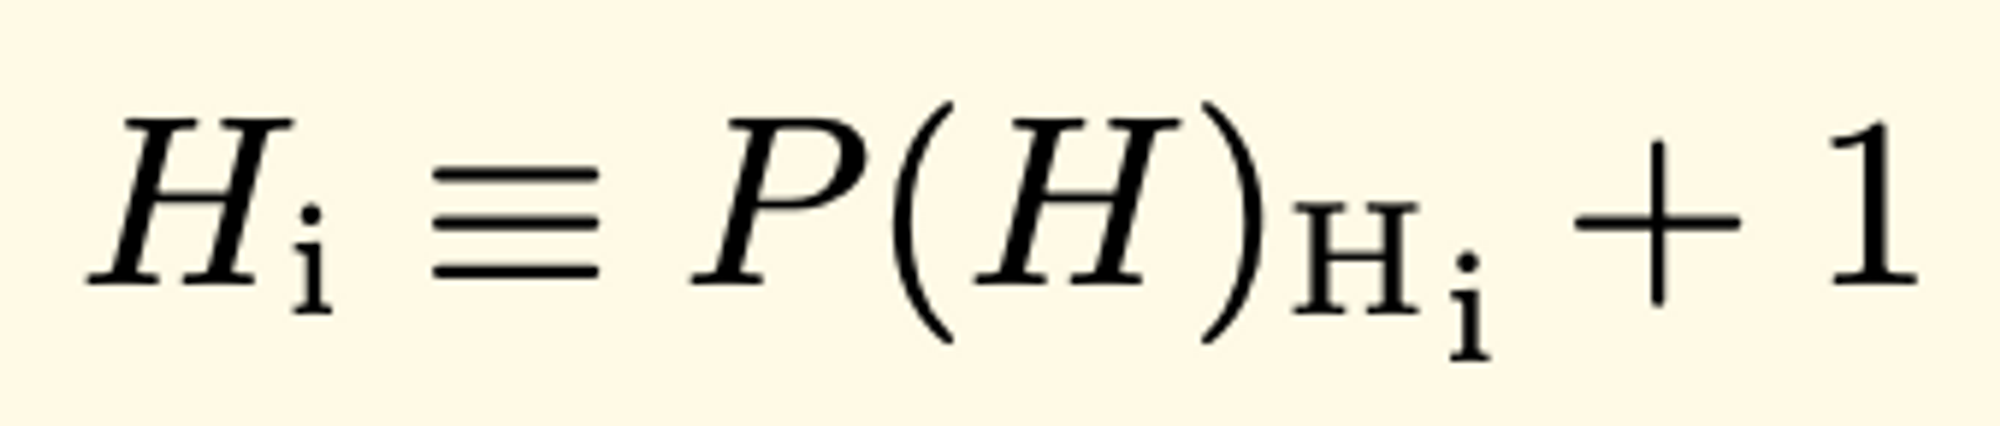 H_i ≡ P(H)_{H_i} + 1